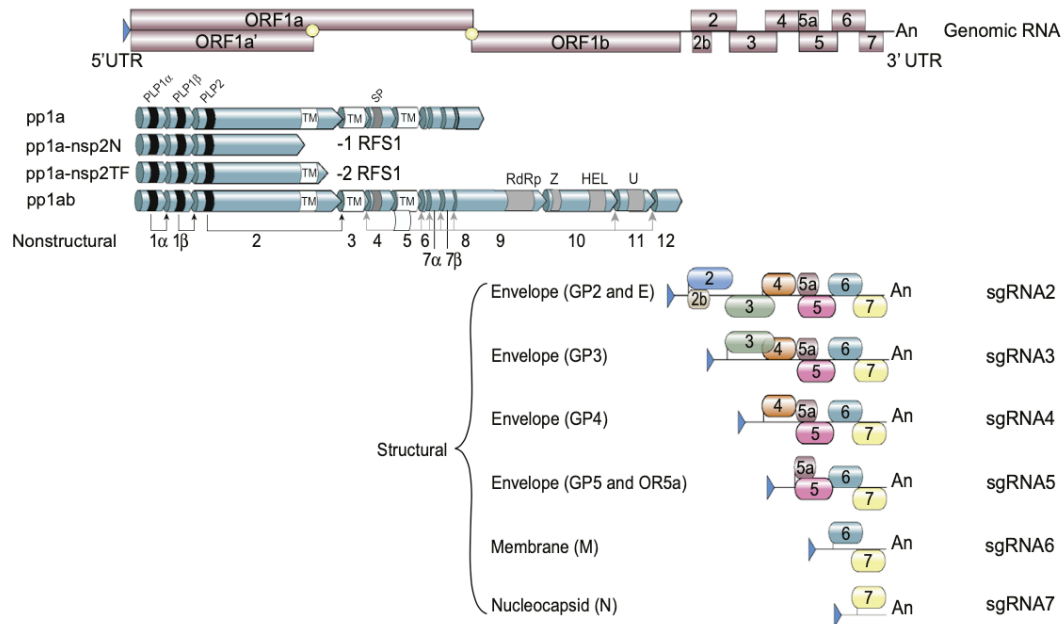 ORF1a 2 4 5a 6 An Genomic RNA
ORF1a' ORF1b 2b 3 5 7
5'UTR 3' UTR
PLP1α PLP1β PLP2 SP
pp1a TM TM TM
pp1a-nsp2N -1 RFS1
pp1a-nsp2TF TM -2 RFS1
RdRp Z HEL U
pp1ab TM TM TM
Nonstructural 1α 1β 2 3 4 5 6 8 9 10 11 12
7α 7β
Structural
Envelope (GP2 and E) 2 2b 3 4 5a 5 6 7 An sgRNA2
Envelope (GP3) 3 4 5a 5 6 7 An sgRNA3
Envelope (GP4) 4 5a 5 6 7 An sgRNA4
Envelope (GP5 and OR5a) 5a 5 6 7 An sgRNA5
Membrane (M) 6 7 An sgRNA6
Nucleocapsid (N) 7 An sgRNA7